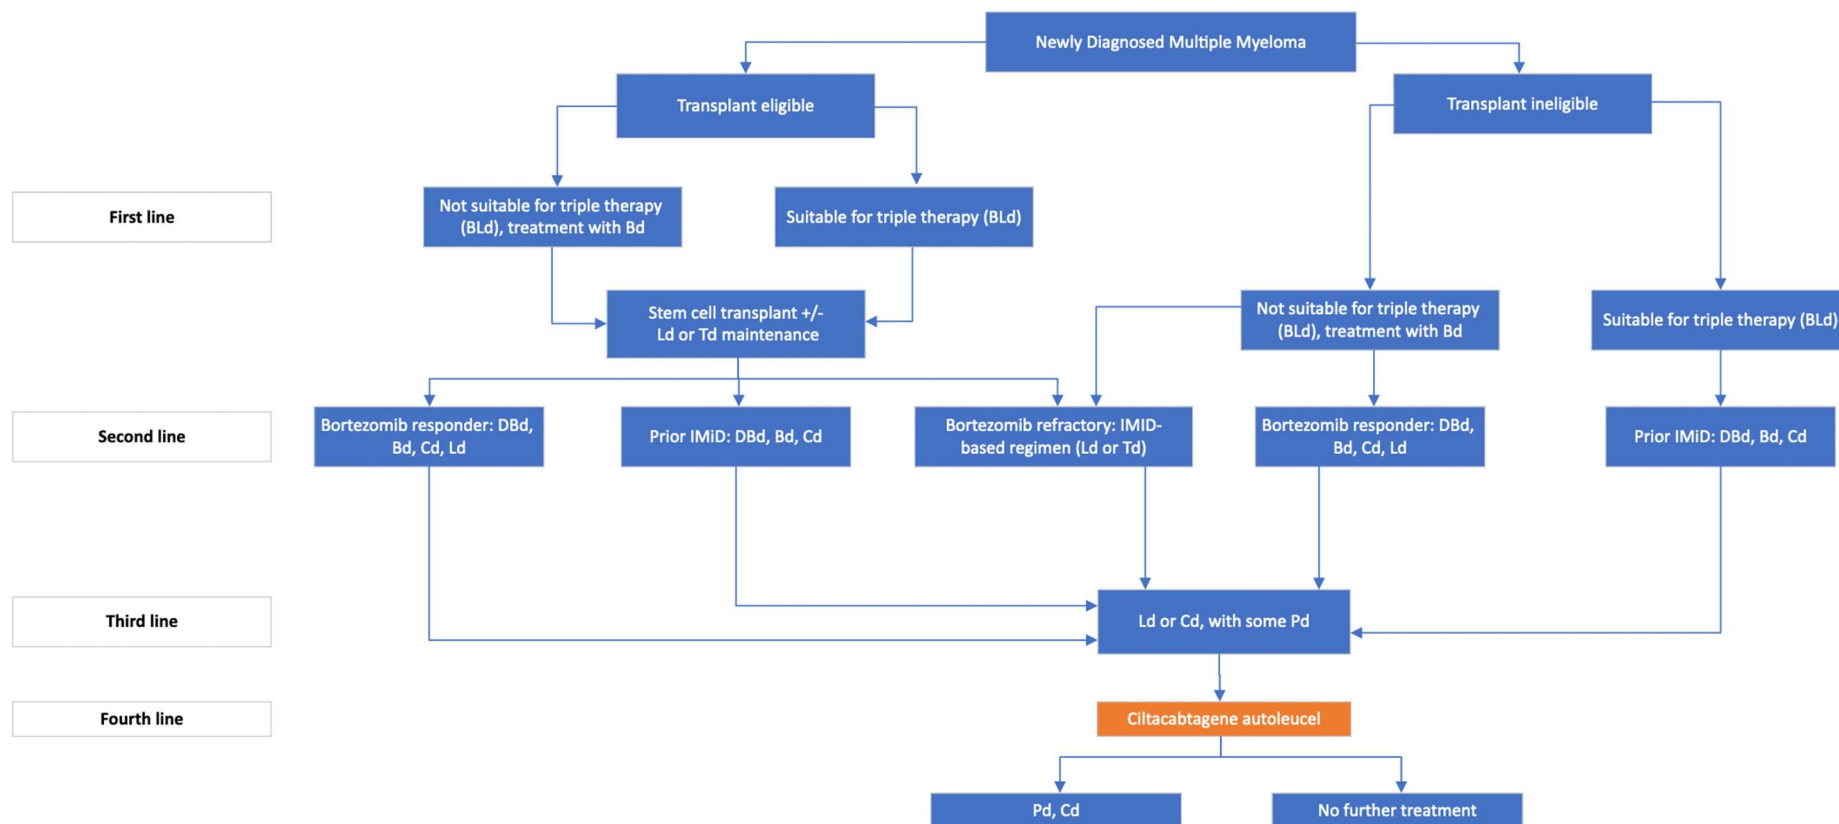 Newly Diagnosed Multiple Myeloma
Transplant eligible
Transplant ineligible
First line
Not suitable for triple therapy
(BLd), treatment with Bd
Suitable for triple therapy (BLd)
Stem cell transplant +/-
Ld or Td maintenance
Not suitable for triple therapy
(BLd), treatment with Bd
Suitable for triple therapy (BLd)
Second line
Bortezomib responder: DBd,
Bd, Cd, Ld
Prior IMiD: DBd, Bd, Cd
Bortezomib refractory: IMID-
based regimen (Ld or Td)
Bortezomib responder: DBd,
Bd, Cd, Ld
Prior IMiD: DBd, Bd, Cd
Third line
Ld or Cd, with some Pd
Fourth line
Ciltacabtagene autoleucel
Pd, Cd
No further treatment